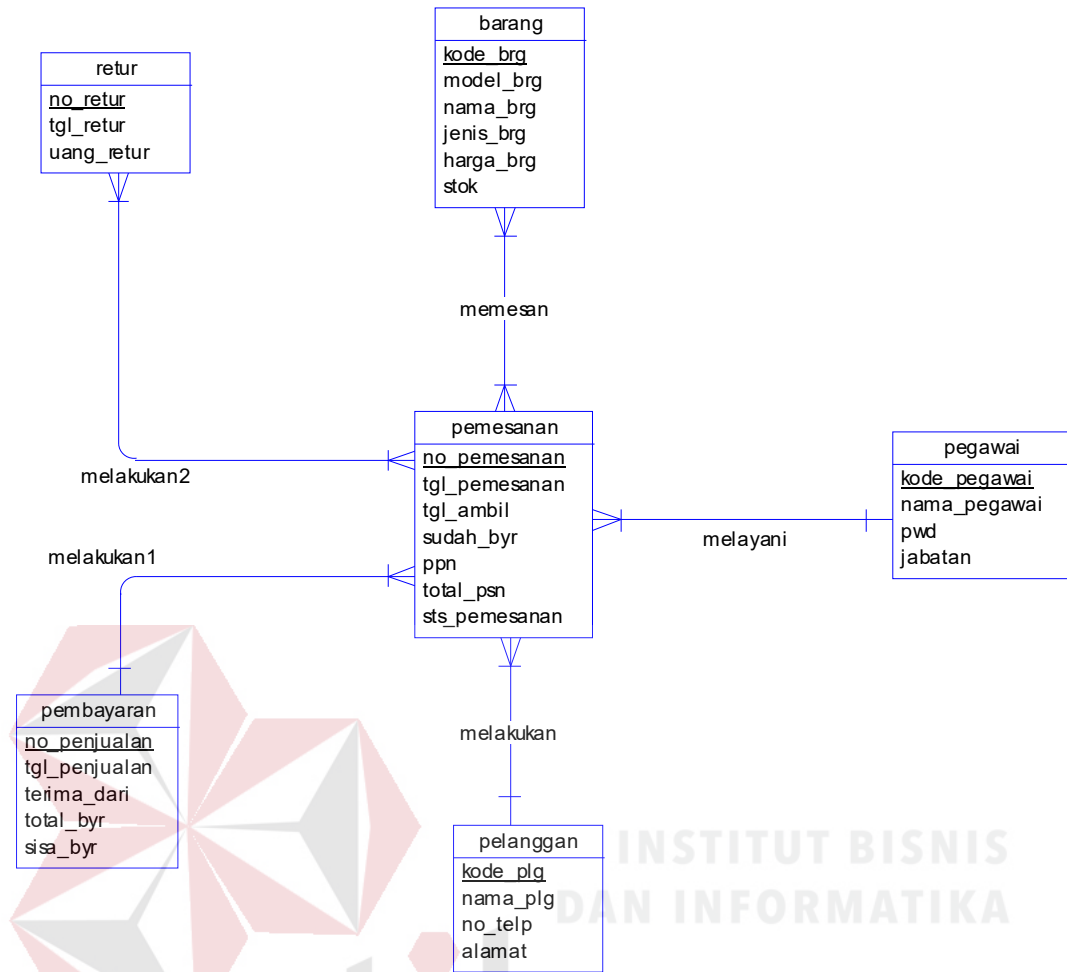 barang
kode_brg
model_brg
nama_brg
jenis_brg
harga_brg
stok
retur
no_retur
tgl_retur
uang_retur
memesan
pemesanan
no_pemesanan
tgl_pemesanan
tgl_ambil
sudah_byr
ppn
total_psn
sts_pemesanan
pegawai
kode_pegawai
nama_pegawai
pwd
jabatan
melakukan2
melayani
melakukan1
pembayaran
no_penjualan
tgl_penjualan
terima_dari
total_byr
sisa_byr
melakukan
pelanggan
kode_plg
nama_plg
no_telp
alamat
INSTITUT BISNIS
DAN INFORMATIKA